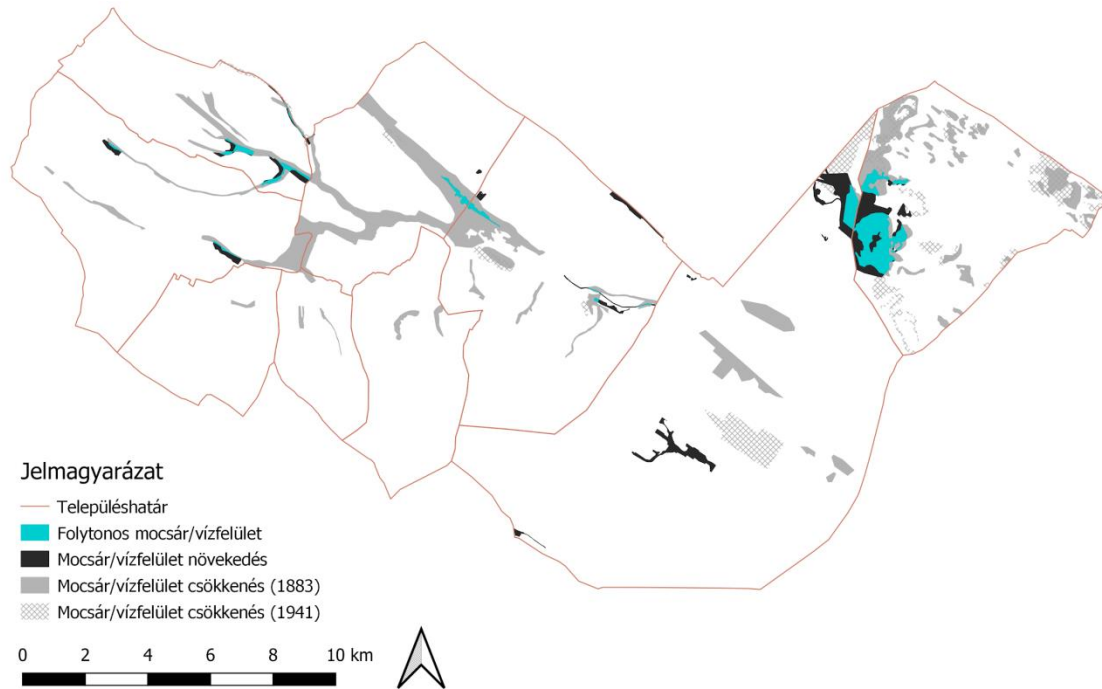 Jelmagyarázat
Településhatár
Folytonos mocsár/vízfelület
Mocsár/vízfelület növekedés
Mocsár/vízfelület csökkenés (1883)
Mocsár/vízfelület csökkenés (1941)
0 2 4 6 8 10 km